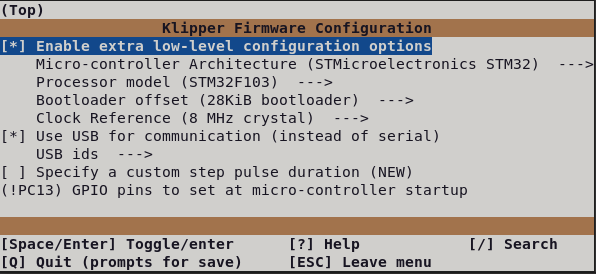 (Top)
Klipper Firmware Configuration
[*] Enable extra low-level configuration options
Micro-controller Architecture (STMicroelectronics STM32)  --->
Processor model (STM32F103)  --->
Bootloader offset (28KiB bootloader)  --->
Clock Reference (8 MHz crystal)  --->
[*] Use USB for communication (instead of serial)
USB ids  --->
[ ] Specify a custom step pulse duration (NEW)
(!PC13) GPIO pins to set at micro-controller startup
[Space/Enter] Toggle/enter [?] Help [/] Search
[Q] Quit (prompts for save) [ESC] Leave menu